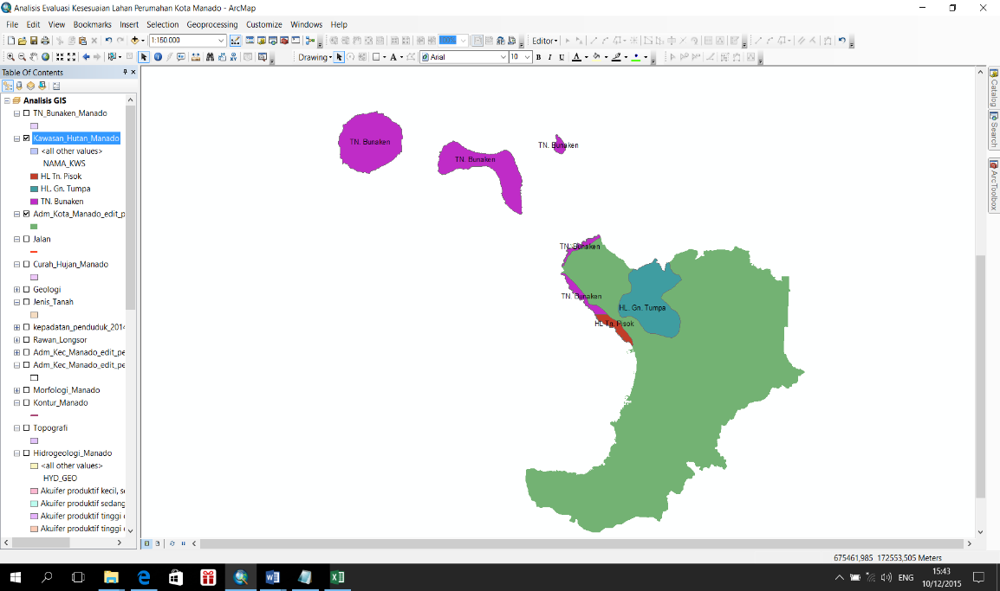 Analisis Evaluasi Kesesuaian Lahan Perumahan Kota Manado - ArcMap
File Edit View Bookmarks Insert Selection Geoprocessing Customize Windows Help
1:150.000
100%
Editor
Drawing
Arial
10
B I U A
Table Of Contents
Analisis GIS
TN_Bunaken_Manado
Kawasan_Hutan_Manado
<all other values>
NAMA_KWS
HL Tn. Pisok
HL. Gn. Tumpa
TN. Bunaken
Adm_Kota_Manado_edit_p
Jalan
Curah_Hujan_Manado
Geologi
Jenis_Tanah
kepadatan_penduduk_2014
Rawan_Longsor
Adm_Kec_Manado_edit_pe
Adm_Kec_Manado_edit_pe
Morfologi_Manado
Kontur_Manado
Topografi
Hidrogeologi_Manado
<all other values>
HYD_GEO
Akuifer produktif kecil, se
Akuifer produktif sedang
Akuifer produktif tinggi
Akuifer produktif tinggi
TN. Bunaken
TN. Bunaken
TN. Bunaken
TN. Bunaken
TN. Bunaken
HL. Gn. Tumpa
HL Tn. Pisok
Catalog
Search
ArcToolbox
675461,985 172553,505 Meters
ENG
15:43
10/12/2015